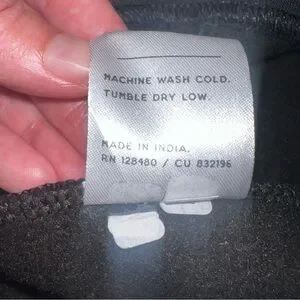 MACHINE WASH COLD.
TUMBLE DRY LOW.
MADE IN INDIA.
RN 128480 / CU 832196